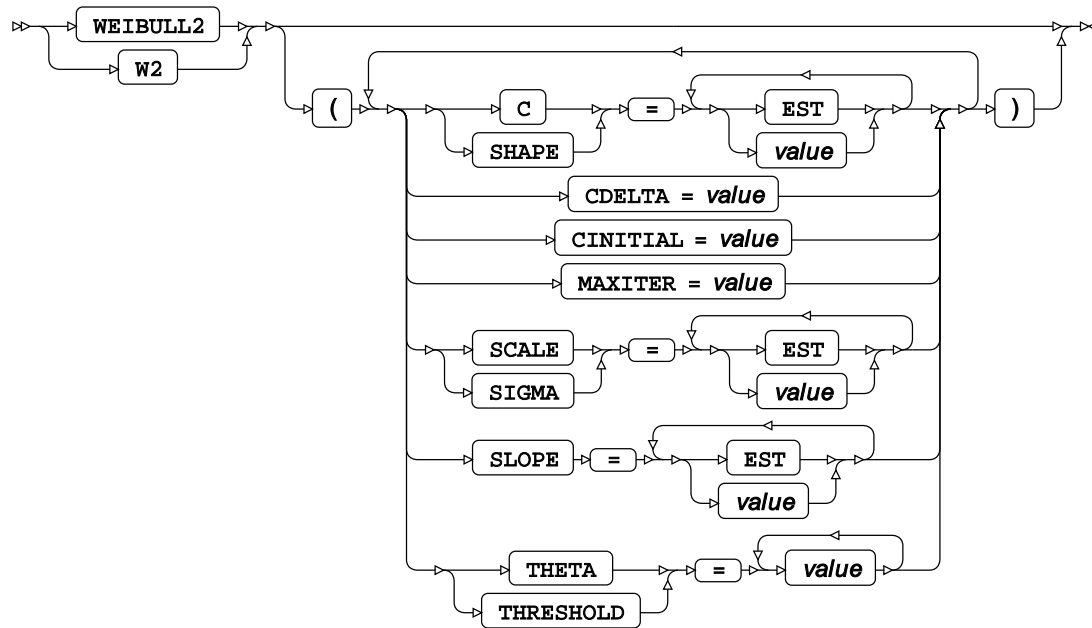 WEIBULL2
W2
(
C
SHAPE
=
EST
value
)
CDELTA = value
CINITIAL = value
MAXITER = value
SCALE
SIGMA
=
EST
value
SLOPE
=
EST
value
THETA
THRESHOLD
=
value